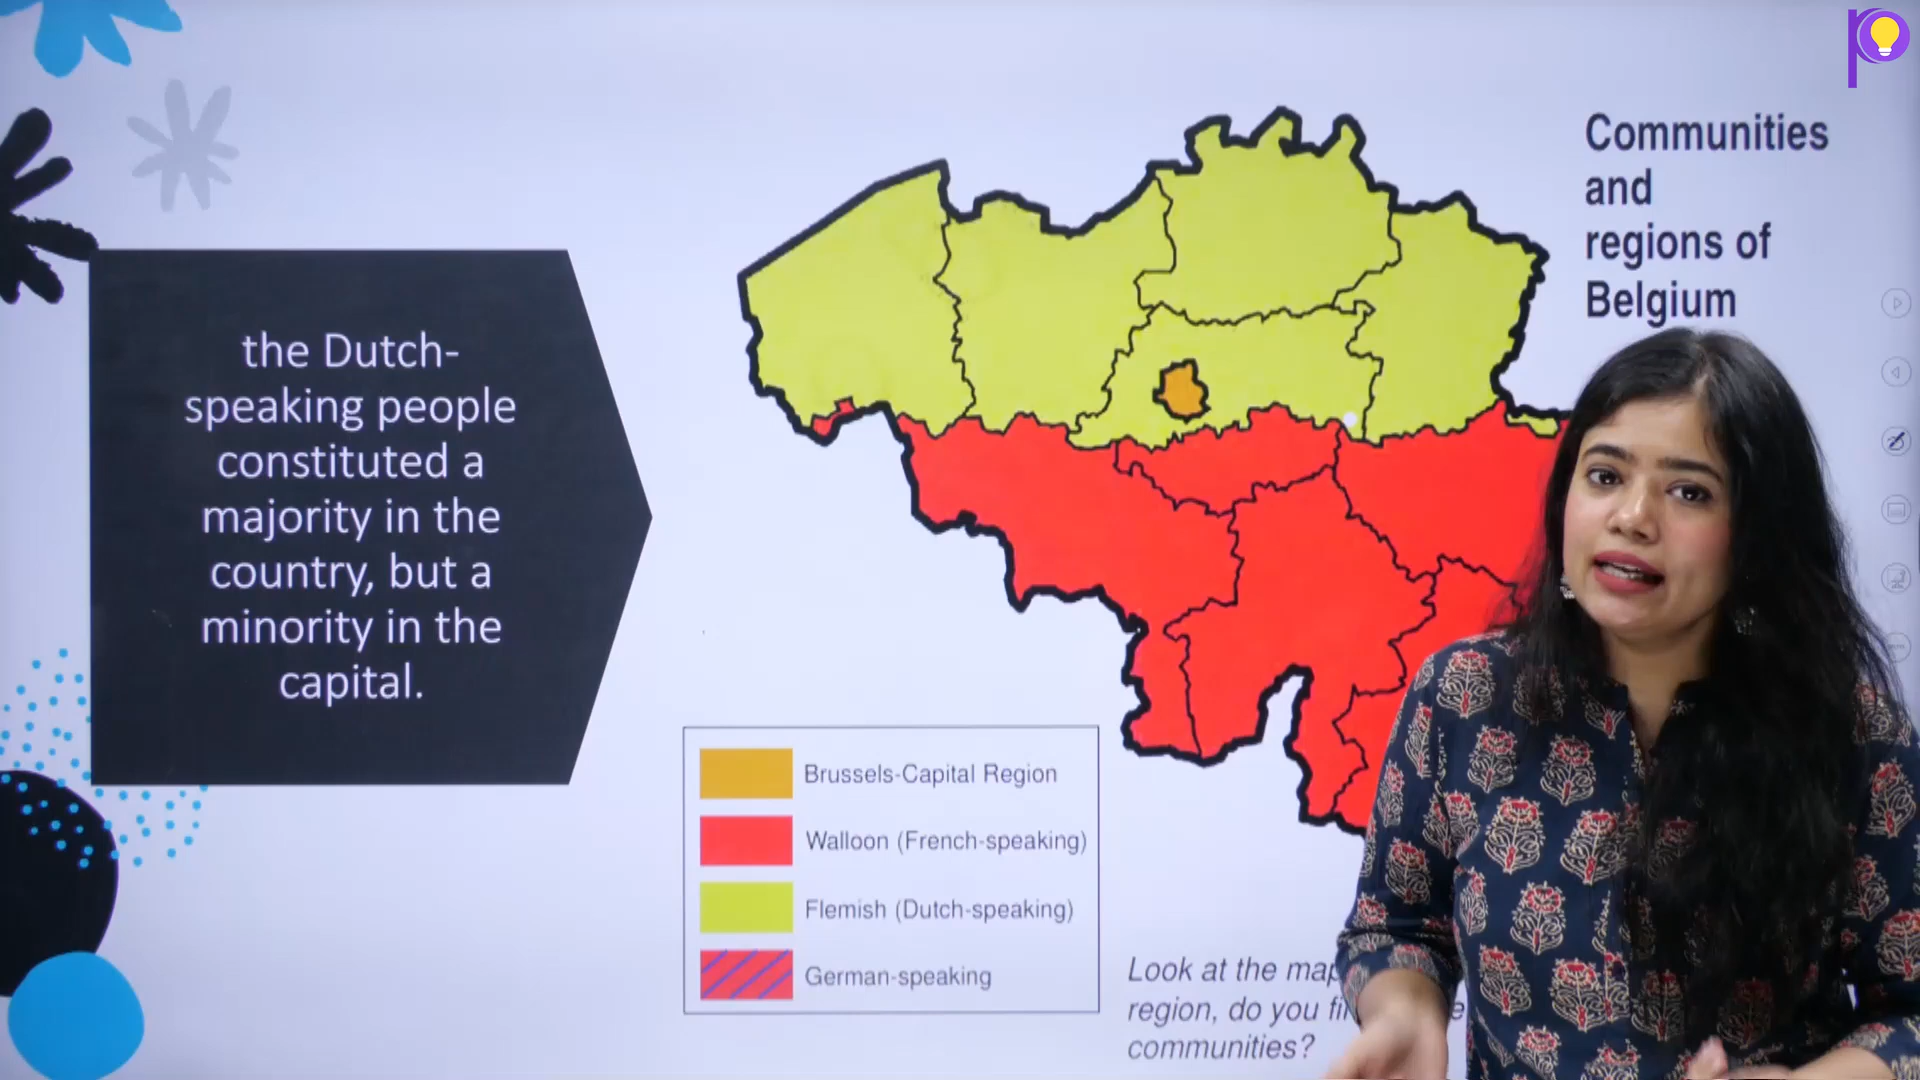 the Dutch-
speaking people
constituted a
majority in the
country, but a
minority in the
capital.
Communities
and
regions of
Belgium
Brussels-Capital Region
Walloon (French-speaking)
Flemish (Dutch-speaking)
German-speaking
Look at the map
region, do you
communities?